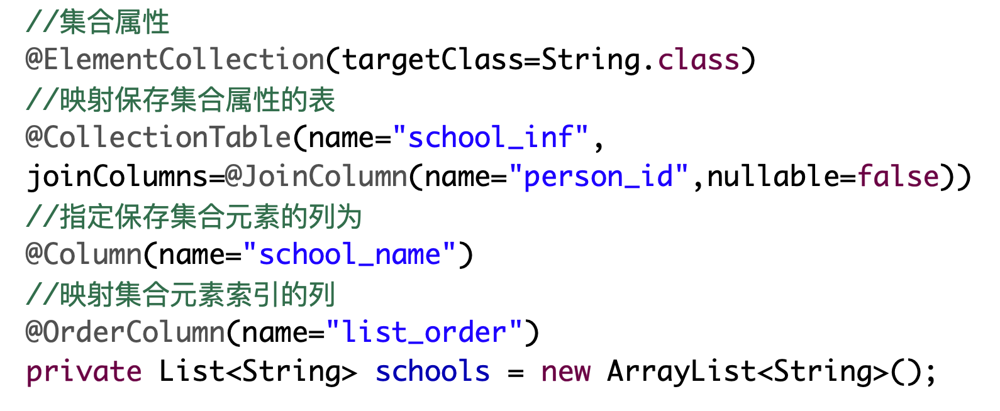 //集合属性
@ElementCollection(targetClass=String.class)
//映射保存集合属性的表
@CollectionTable(name="school_inf",
joinColumns=@JoinColumn(name="person_id",nullable=false))
//指定保存集合元素的列为
@Column(name="school_name")
//映射集合元素索引的列
@OrderColumn(name="list_order")
private List<String> schools = new ArrayList<String>();